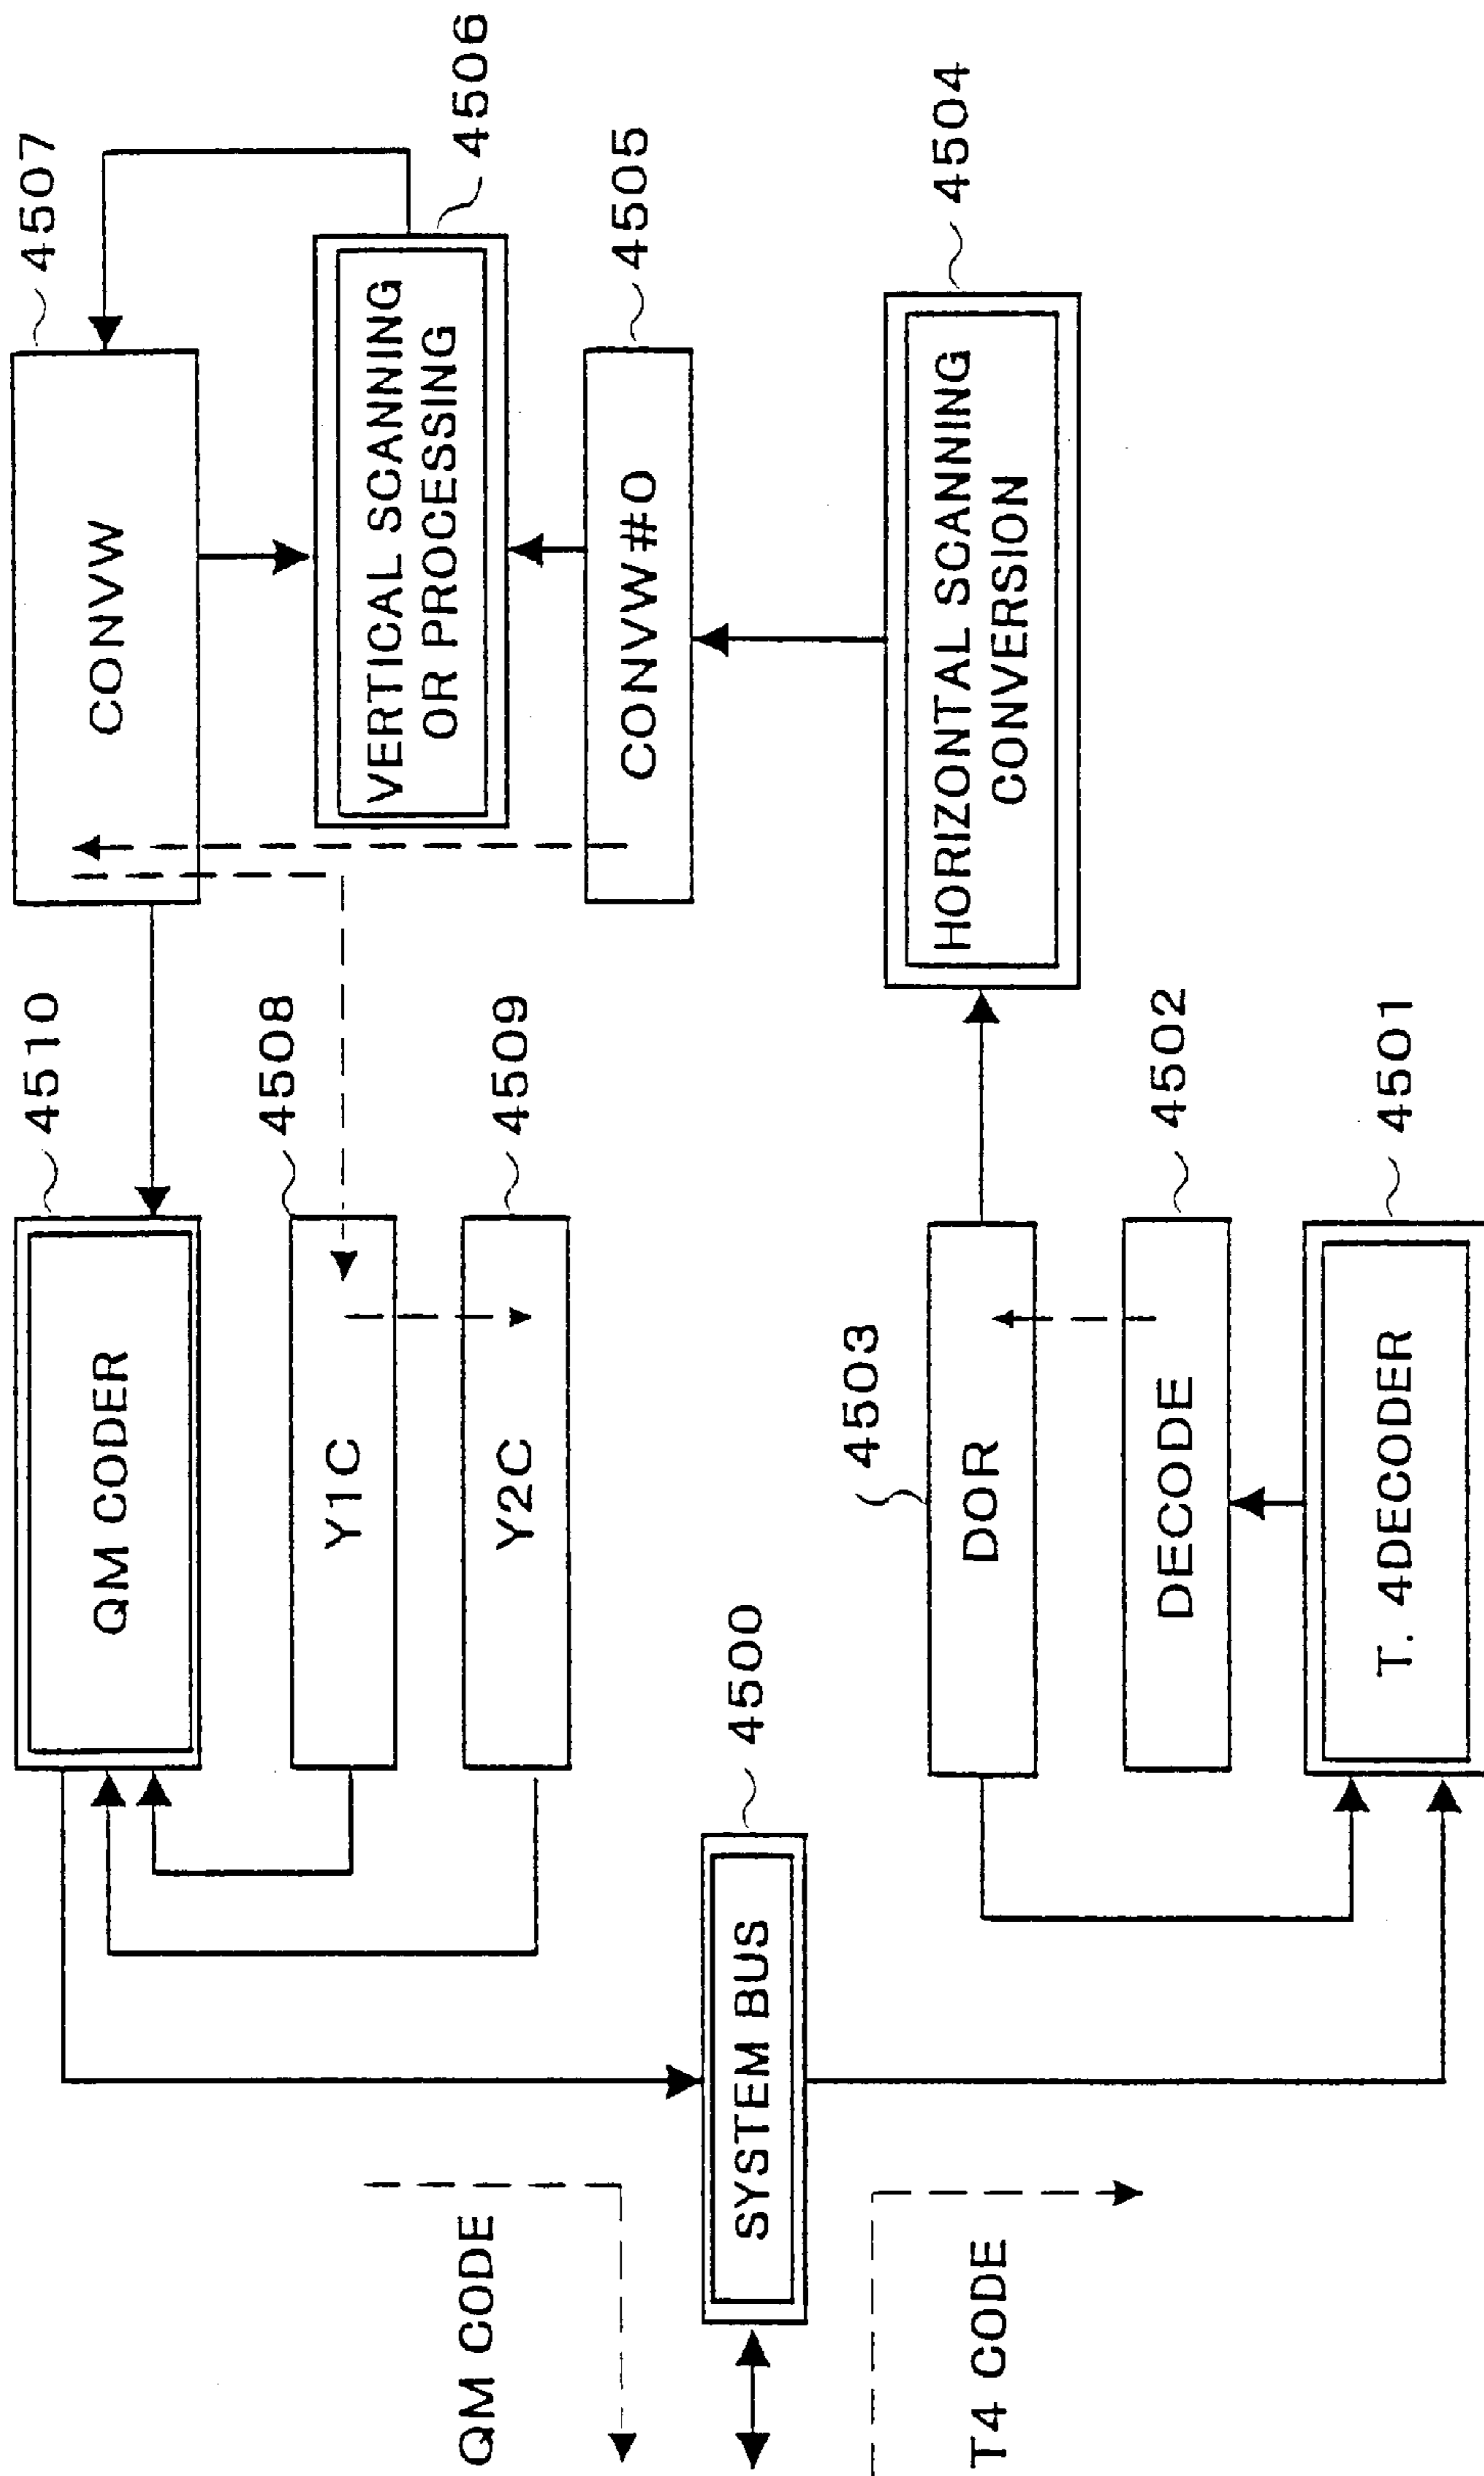 4510
4507
QM CODER
CONVW
4508
Y1C
VERTICAL SCANNING
OR PROCESSING
4506
QM CODE
4509
Y2C
4505
CONVW#0
4500
SYSTEM BUS
4503
4504
DOR
HORIZONTAL SCANNING
CONVERSION
T4 CODE
4502
DECODE
4501
T. 4DECODER